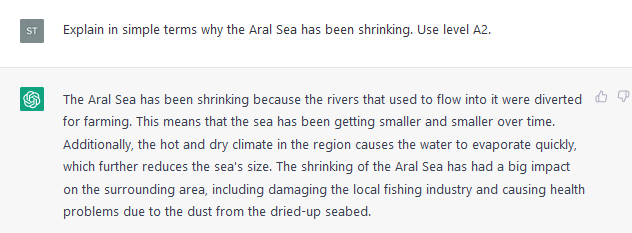 ST
Explain in simple terms why the Aral Sea has been shrinking. Use level A2.
The Aral Sea has been shrinking because the rivers that used to flow into it were diverted
for farming. This means that the sea has been getting smaller and smaller over time.
Additionally, the hot and dry climate in the region causes the water to evaporate quickly,
which further reduces the sea's size. The shrinking of the Aral Sea has had a big impact
on the surrounding area, including damaging the local fishing industry and causing health
problems due to the dust from the dried-up seabed.